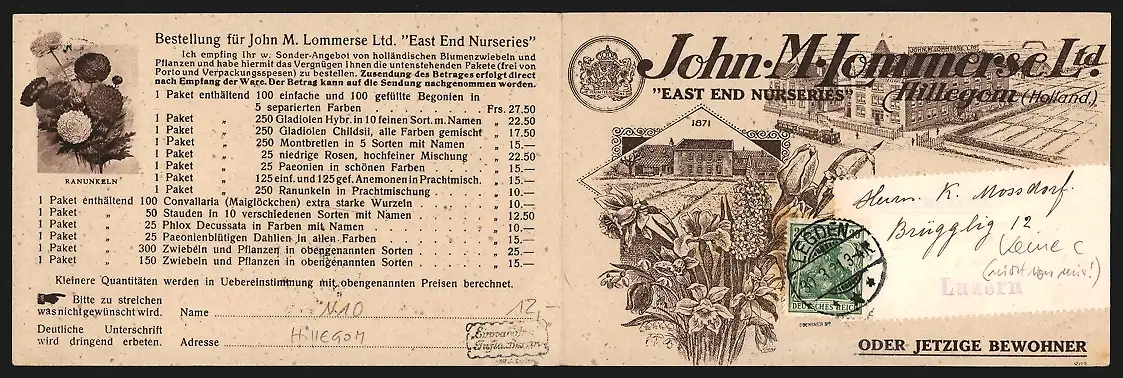 Bestellung für John M. Lommerse Ltd. "East End Nurseries"
Ich empfing Ihr w. Sonder-Angebot von holländischen Blumenzwiebeln und
Pflanzen und habe hiermit das Vergnügen Ihnen die untenstehenden Pakete (frei von
Porto und Verpackungsspesen) zu bestellen. Zusendung des Betrages erfolgt direct
nach Empfang der Ware. Der Betrag kann auf die Sendung nachgenommen worden.
1 Paket enthältend 100 einfache und 100 gefüllte Begonien in
5 separierten Farben . . . . . . . Frs. 27.50
1 Paket „ 250 Gladiolen Hybr. in 10 feinen Sort. m. Namen „ 22.50
1 Paket „ 250 Gladiolen Childsii, alle Farben gemischt „ 17.50
1 Paket „ 250 Montbretien in 5 Sorten mit Namen . . „ 15.—
1 Paket „ 25 niedrige Rosen, hochfeiner Mischung . . „ 22.50
1 Paket „ 25 Paeonien in schönen Farben . . . . „ 15.—
1 Paket „ 125 einf. und 125 gef. Anemonen in Prachtmisch. „ 15.—
1 Paket „ 250 Ranunkeln in Prachtmischung . . . . „ 10.—
RANUNKELN
1 Paket enthältend 100 Convallaria (Maiglöckchen) extra starke Wurzeln . . . „ 10.—
1 Paket „ 50 Stauden in 10 verschiedenen Sorten mit Namen . . . „ 12.50
1 Paket „ 25 Phlox Decussata in Farben mit Namen . . . . „ 10.—
1 Paket „ 25 Paeonienblütigen Dahlien in allen Farben . . . . „ 15.—
1 Paket „ 300 Zwiebeln und Pflanzen in obengenannten Sorten . . . „ 25.—
1 Paket „ 150 Zwiebeln und Pflanzen in obengenannten Sorten . . . „ 15.—
Kleinere Quantitäten werden in Uebereinstimmung mit obengenannten Preisen berechnet.
Bitte zu streichen
was nicht gewünscht wird.
Name
12.-
Deutliche Unterschrift
wird dringend erbeten.
Adresse
HILLEGOM
John M. Lommerse Ltd.
"EAST END NURSERIES"
Hillegom (Holland.)
1871
Herrn K. Mossdorf.
Brügglig 12
Luzern
LEEDEN
DEUTSCHES REICH
ODER JETZIGE BEWOHNER